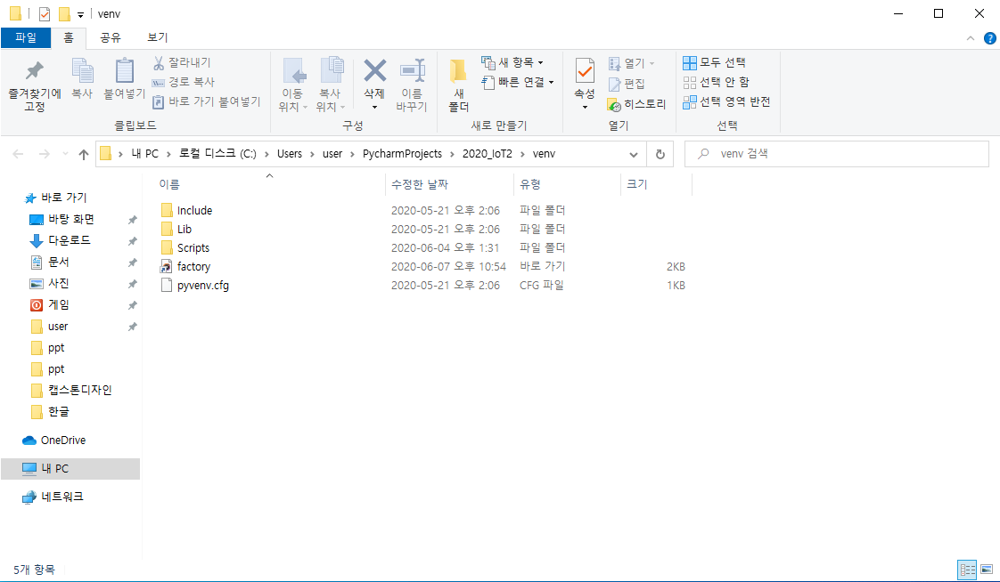 venv
파일 홈 공유 보기
즐겨찾기에 고정
복사
붙여넣기
잘라내기
경로 복사
바로 가기 붙여넣기
클립보드
이동 위치
복사 위치
삭제
이름 바꾸기
구성
새 폴더
새 항목
빠른 연결
새로 만들기
속성
열기
편집
히스토리
열기
모두 선택
선택 안 함
선택 영역 반전
선택
내 PC > 로컬 디스크 (C:) > Users > user > PycharmProjects > 2020_IoT2 > venv
venv 검색
바로 가기
바탕 화면
다운로드
문서
사진
게임
user
ppt
ppt
캡스톤디자인
한글
OneDrive
내 PC
네트워크
이름 수정한 날짜 유형 크기
Include 2020-05-21 오후 2:06 파일 폴더
Lib 2020-05-21 오후 2:06 파일 폴더
Scripts 2020-06-04 오후 1:31 파일 폴더
factory 2020-06-07 오후 10:54 바로 가기 2KB
pyvenv.cfg 2020-05-21 오후 2:06 CFG 파일 1KB
5개 항목